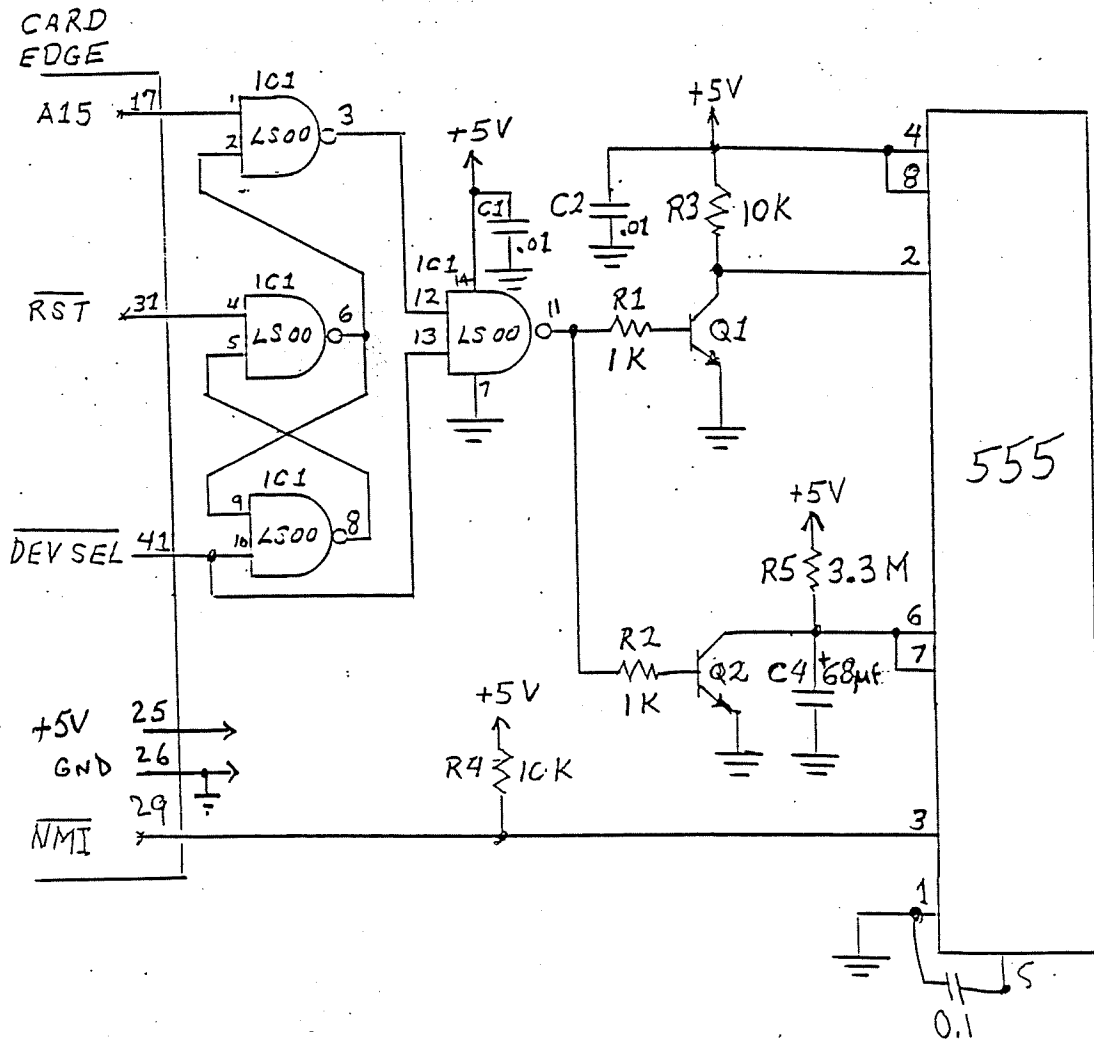 CARD
EDGE
A15
17
1
2
IC1
LS00
3
+5V
C1
.01
IC1
14
12
13
LS00
11
7
+5V
C2
.01
R3
10K
4
8
2
RST
31
4
5
IC1
LS00
6
R1
1K
Q1
555
IC1
9
10
LS00
8
DEV SEL
41
+5V
R5
3.3M
6
7
R2
1K
Q2
C4
+
68µf
+5V
25
GND
26
+5V
R4
10K
NMI
29
3
1
5
0.1